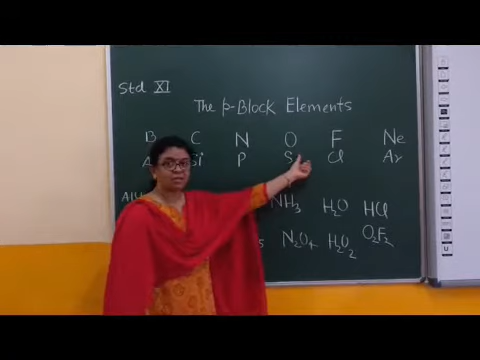 Std XI
The p-Block Elements
B C N O F Ne
Si P S Cl Ar
NH₃ H₂O HCl
N₂O₄ H₂O₂ O₂F₂